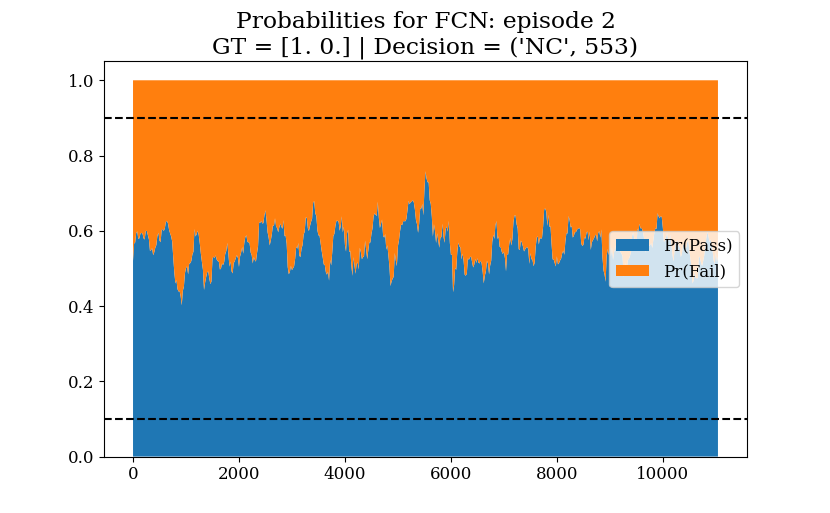 Probabilities for FCN: episode 2
GT = [1. 0.] | Decision = ('NC', 553)
1.0
0.8
0.6
0.4
0.2
0.0
Pr(Pass)
Pr(Fail)
0 2000 4000 6000 8000 10000